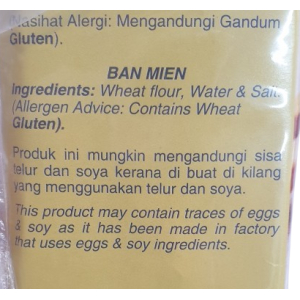 (Nasihat Alergi: Mengandungi Gandum
Gluten).
BAN MIEN
Ingredients: Wheat flour, Water & Salt.
(Allergen Advice: Contains Wheat
Gluten).
Produk ini mungkin mengandungi sisa
telur dan soya kerana di buat di kilang
yang menggunakan telur dan soya.
This product may contain traces of eggs
& soy as it has been made in factory
that uses eggs & soy ingredients.